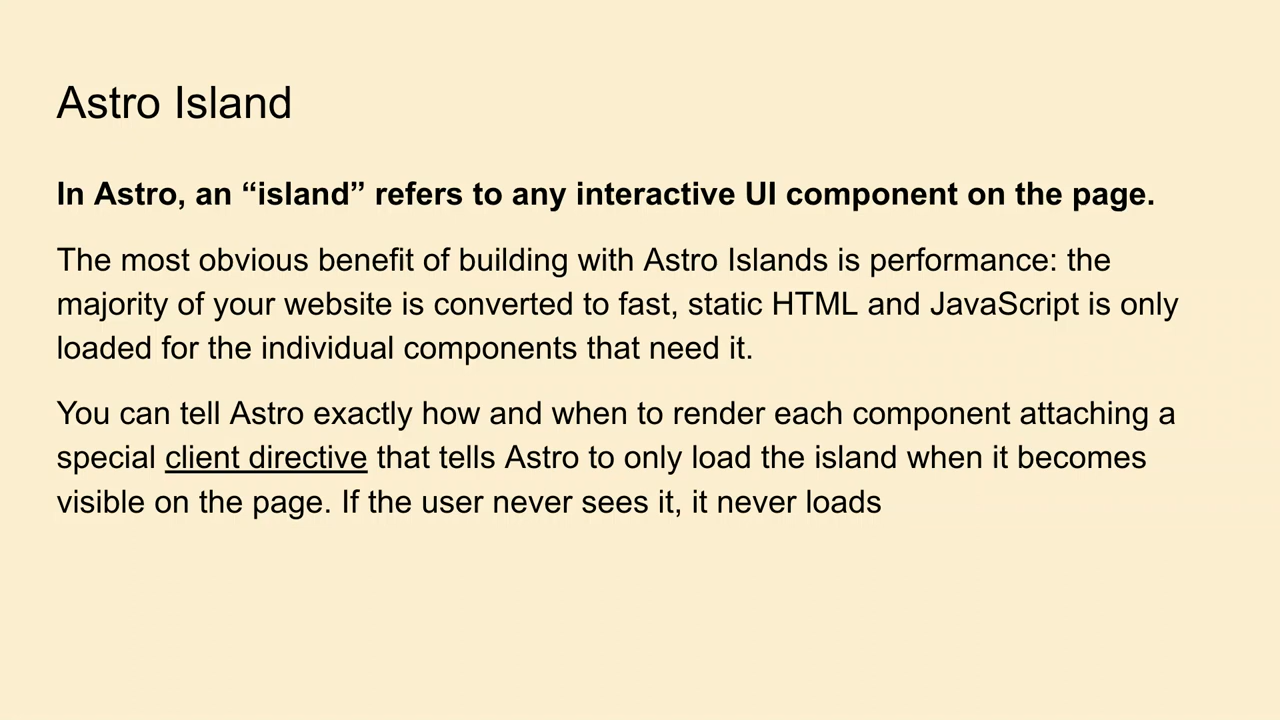 Astro Island
In Astro, an “island” refers to any interactive UI component on the page.
The most obvious benefit of building with Astro Islands is performance: the
majority of your website is converted to fast, static HTML and JavaScript is only
loaded for the individual components that need it.
You can tell Astro exactly how and when to render each component attaching a
special client directive that tells Astro to only load the island when it becomes
visible on the page. If the user never sees it, it never loads